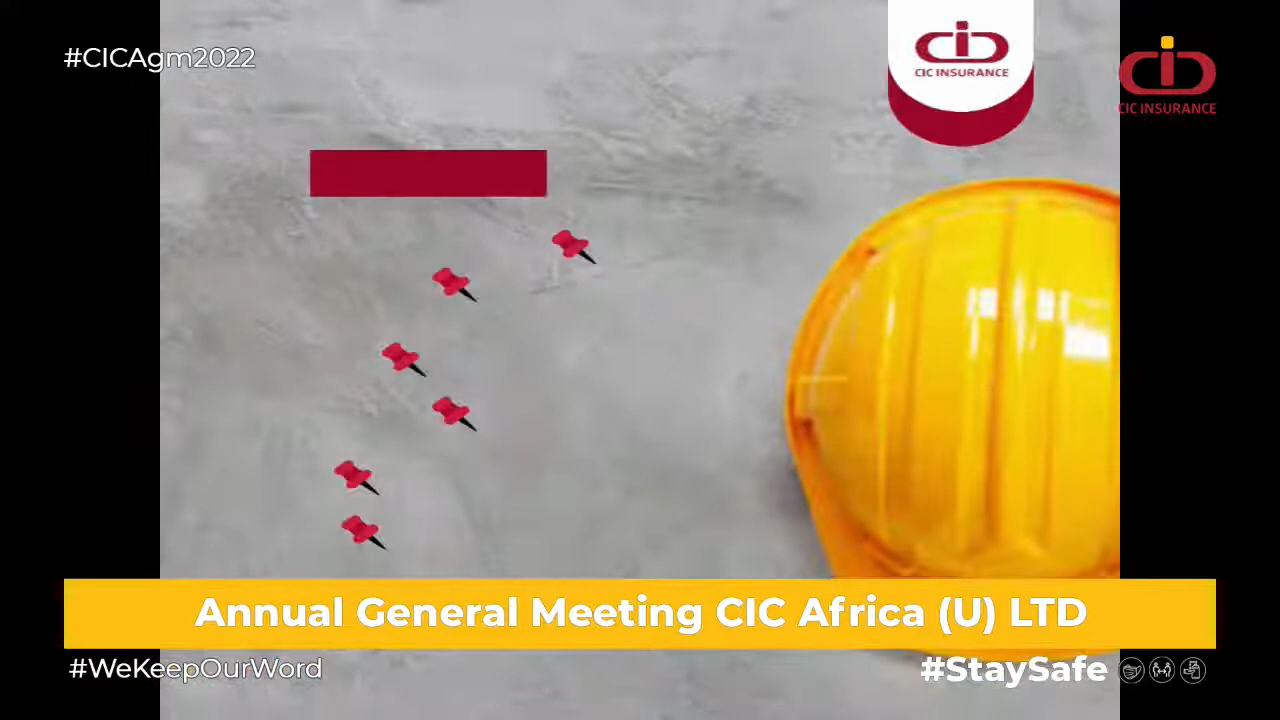 #CICAgm2022
CIC INSURANCE
CIC INSURANCE
Annual General Meeting CIC Africa (U) LTD
#WeKeepOurWord
#StaySafe